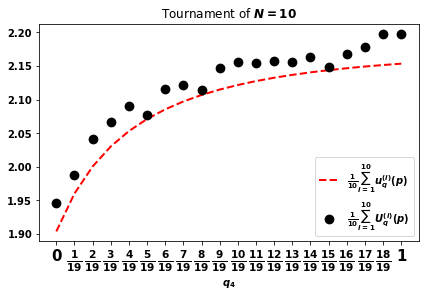 Tournament of N = 10
2.20
2.15
2.10
2.05
2.00
1.95
1.90
1/10 ∑_{i=1}^{10} u_q^{(i)}(p)
1/10 ∑_{i=1}^{10} U_q^{(i)}(p)
0 1/19 2/19 3/19 4/19 5/19 6/19 7/19 8/19 9/19 10/19 11/19 12/19 13/19 14/19 15/19 16/19 17/19 18/19 1
q_4